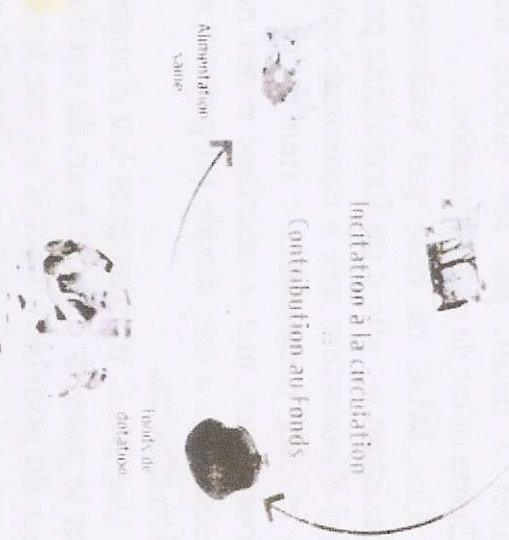 Incitation à la circulation
Contribution au Fonds
Alimentation
saine
fonds de
dotation